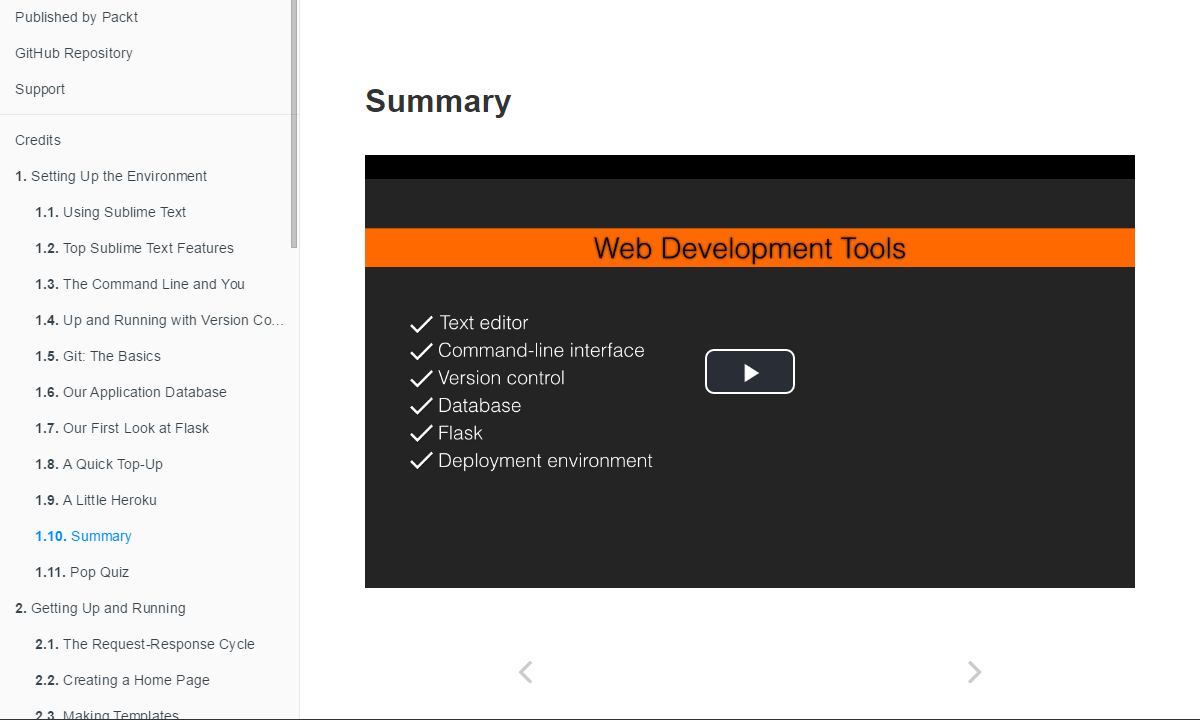 Published by Packt
GitHub Repository
Support
Credits
1. Setting Up the Environment
1.1. Using Sublime Text
1.2. Top Sublime Text Features
1.3. The Command Line and You
1.4. Up and Running with Version Co...
1.5. Git: The Basics
1.6. Our Application Database
1.7. Our First Look at Flask
1.8. A Quick Top-Up
1.9. A Little Heroku
1.10. Summary
1.11. Pop Quiz
2. Getting Up and Running
2.1. The Request-Response Cycle
2.2. Creating a Home Page
2.3. Making Templates
Summary
Web Development Tools
Text editor
Command-line interface
Version control
Database
Flask
Deployment environment